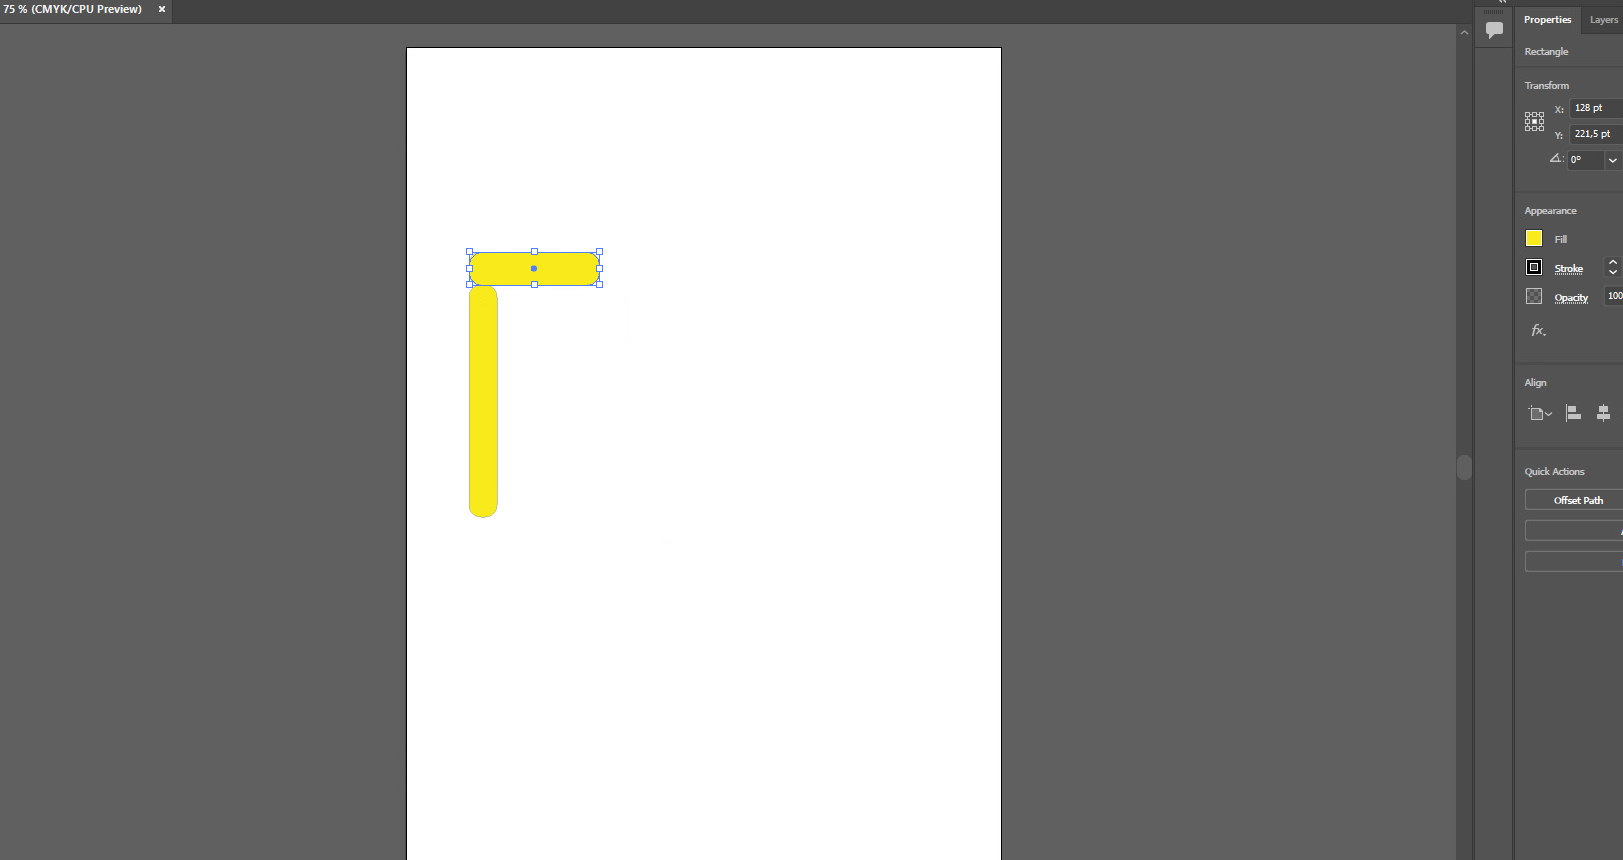 75 % (CMYK/CPU Preview) ×
Properties Layers
Rectangle
Transform
X: 128 pt
Y: 221,5 pt
0°
Appearance
Fill
Stroke
Opacity 100
fx.
Align
Quick Actions
Offset Path